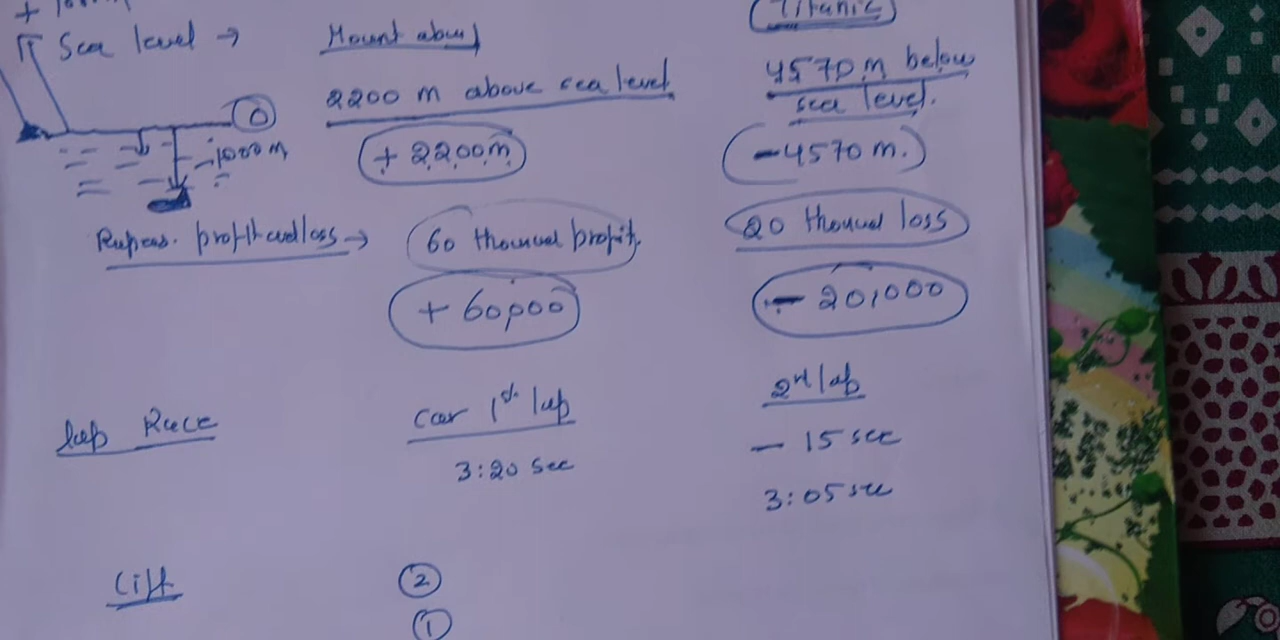 Titanic
Sea level → Mount abu
2200 m above sea level 4570 m below
sea level.
0
-1000 m + 2200m - 4570 m.
Rupees. profit and loss → 60 thousand profit 20 thousand loss
+ 60,000 - 20,000
lap Race car 1st lap 2nd lap
- 15 sec
3:20 sec 3:05 sec
Lift 2
1